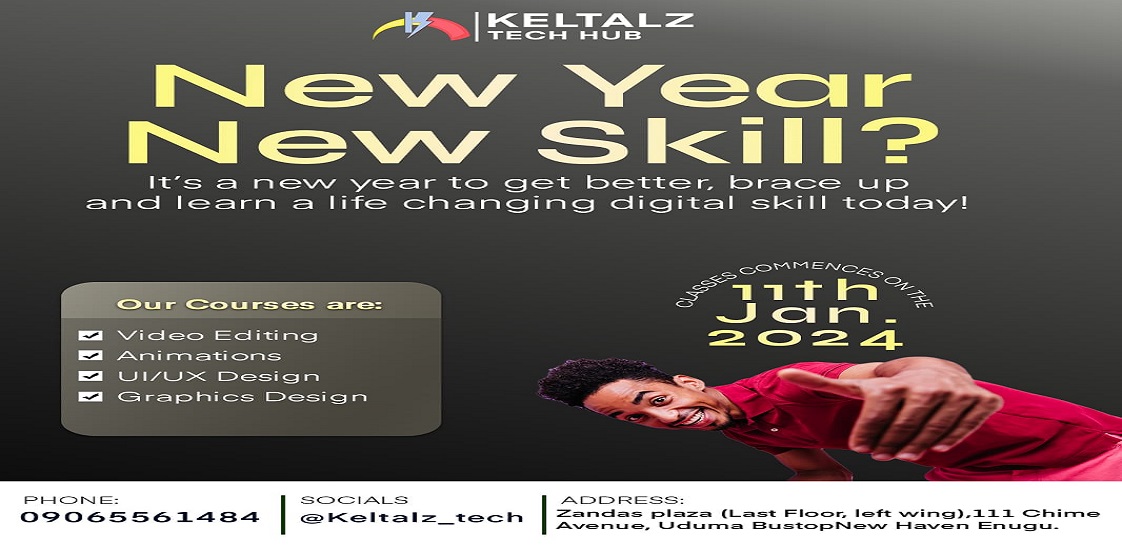 KELTALZ
TECH HUB
New Year
New Skill?
It's a new year to get better, brace up
and learn a life changing digital skill today!
CLASSES COMMENCES ON THE
11th
Jan.
2024
Our Courses are:
Video Editing
Animations
UI/UX Design
Graphics Design
PHONE:
09065561484
SOCIALS
@Keltalz_tech
ADDRESS:
Zandas plaza (Last Floor, left wing),111 Chime
Avenue, Uduma BustopNew Haven Enugu.